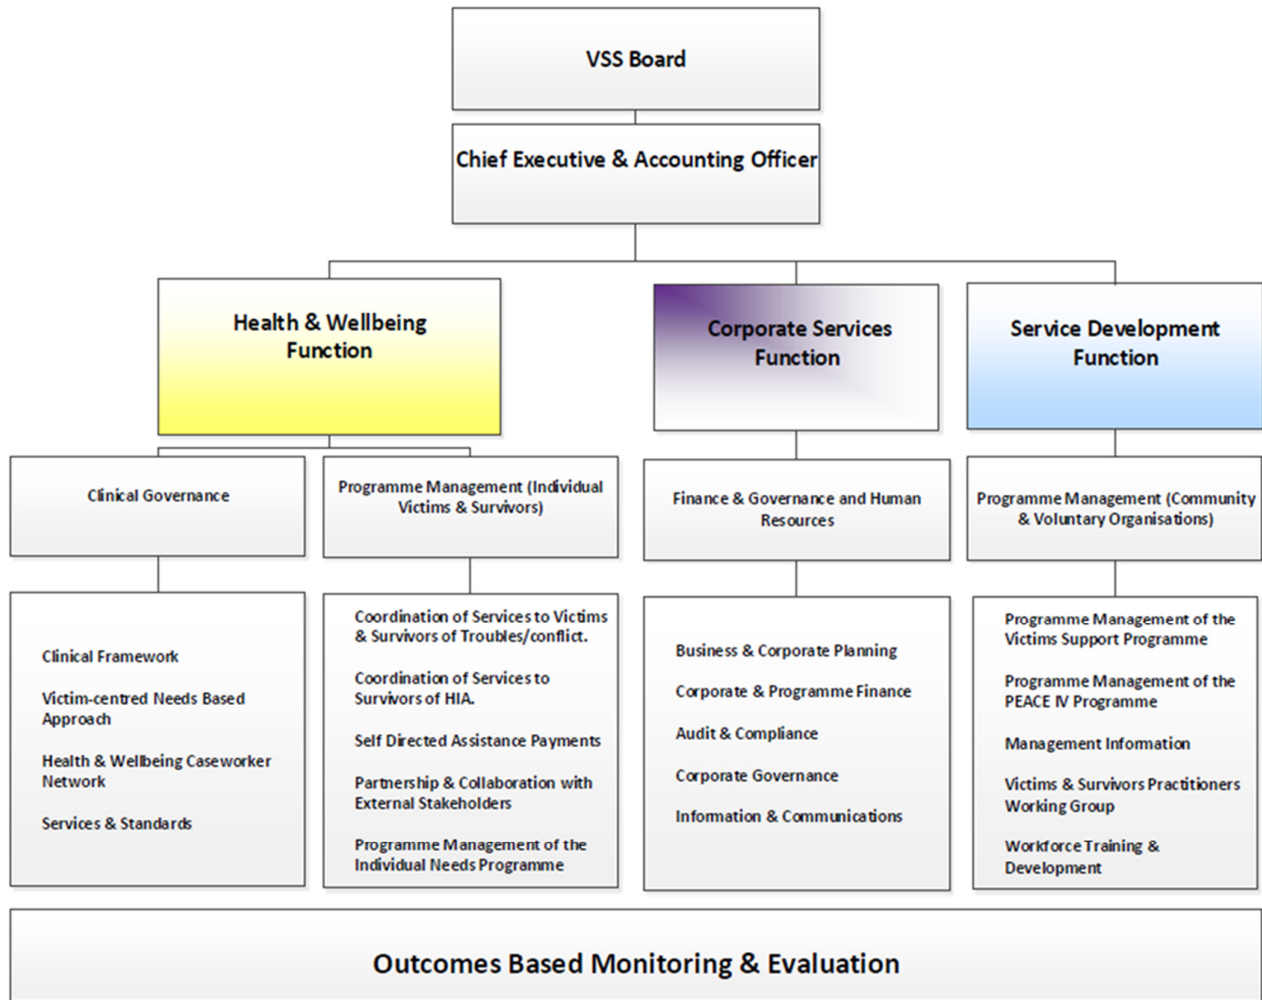 VSS Board
Chief Executive & Accounting Officer
Health & Wellbeing
Function
Corporate Services
Function
Service Development
Function
Clinical Governance
Programme Management (Individual
Victims & Survivors)
Finance & Governance and Human
Resources
Programme Management (Community
& Voluntary Organisations)
Clinical Framework
Victim-centred Needs Based
Approach
Health & Wellbeing Caseworker
Network
Services & Standards
Coordination of Services to Victims
& Survivors of Troubles/conflict.
Coordination of Services to
Survivors of HIA.
Self Directed Assistance Payments
Partnership & Collaboration with
External Stakeholders
Programme Management of the
Individual Needs Programme
Business & Corporate Planning
Corporate & Programme Finance
Audit & Compliance
Corporate Governance
Information & Communications
Programme Management of the
Victims Support Programme
Programme Management of the
PEACE IV Programme
Management Information
Victims & Survivors Practitioners
Working Group
Workforce Training &
Development
Outcomes Based Monitoring & Evaluation